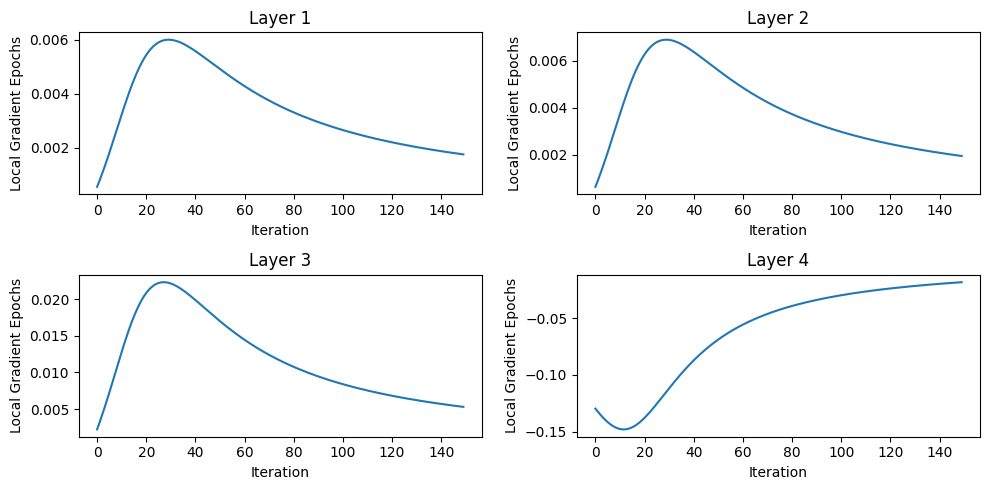 Layer 1
Local Gradient Epochs
0.006
0.004
0.002
0 20 40 60 80 100 120 140
Iteration
Layer 2
Local Gradient Epochs
0.006
0.004
0.002
0 20 40 60 80 100 120 140
Iteration
Layer 3
Local Gradient Epochs
0.020
0.015
0.010
0.005
0 20 40 60 80 100 120 140
Iteration
Layer 4
Local Gradient Epochs
−0.05
−0.10
−0.15
0 20 40 60 80 100 120 140
Iteration